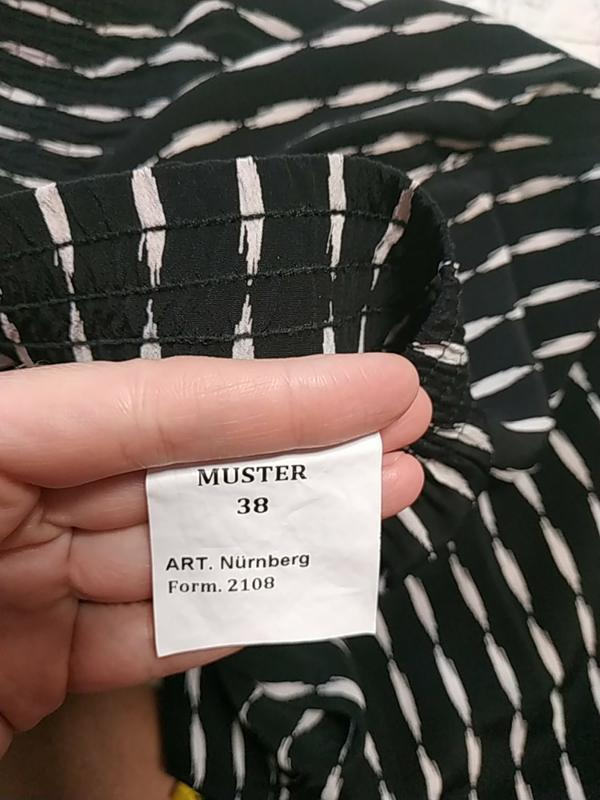 MUSTER
38
ART. Nürnberg
Form. 2108